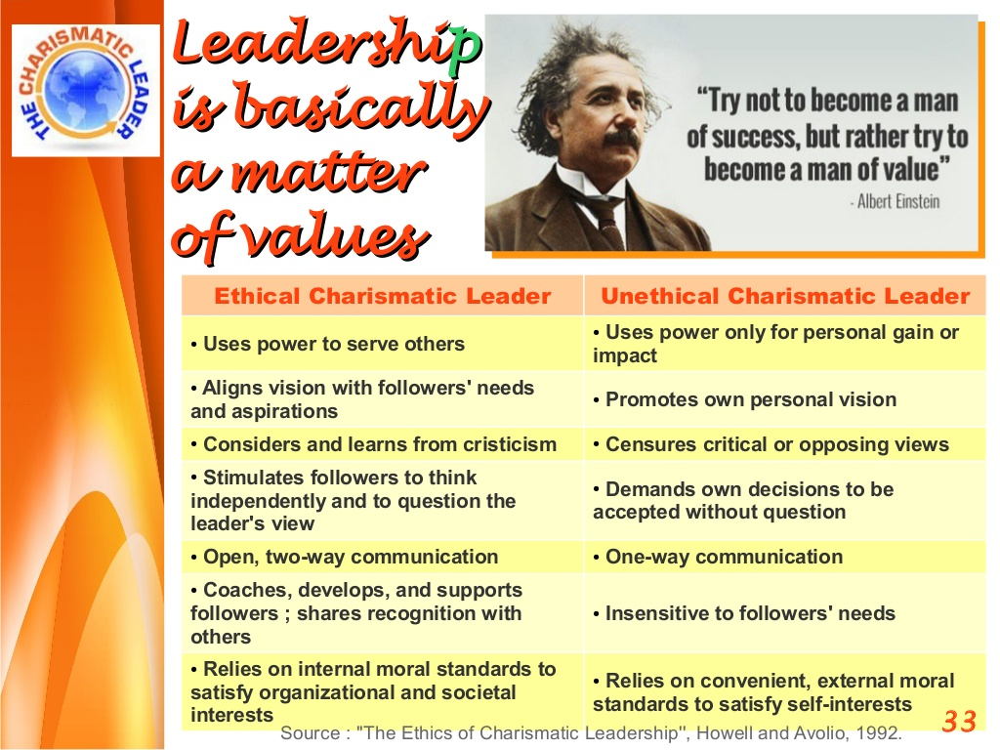 THE CHARISMATIC LEADER
Leadership
is basically
a matter
of values
“Try not to become a man
of success, but rather try to
become a man of value”
- Albert Einstein
Ethical Charismatic Leader
Unethical Charismatic Leader
• Uses power to serve others
• Uses power only for personal gain or
impact
• Aligns vision with followers' needs
and aspirations
• Promotes own personal vision
• Considers and learns from cristicism
• Censures critical or opposing views
• Stimulates followers to think
independently and to question the
leader's view
• Demands own decisions to be
accepted without question
• Open, two-way communication
• One-way communication
• Coaches, develops, and supports
followers ; shares recognition with
others
• Insensitive to followers' needs
• Relies on internal moral standards to
satisfy organizational and societal
interests
• Relies on convenient, external moral
standards to satisfy self-interests
Source : "The Ethics of Charismatic Leadership", Howell and Avolio, 1992.
33